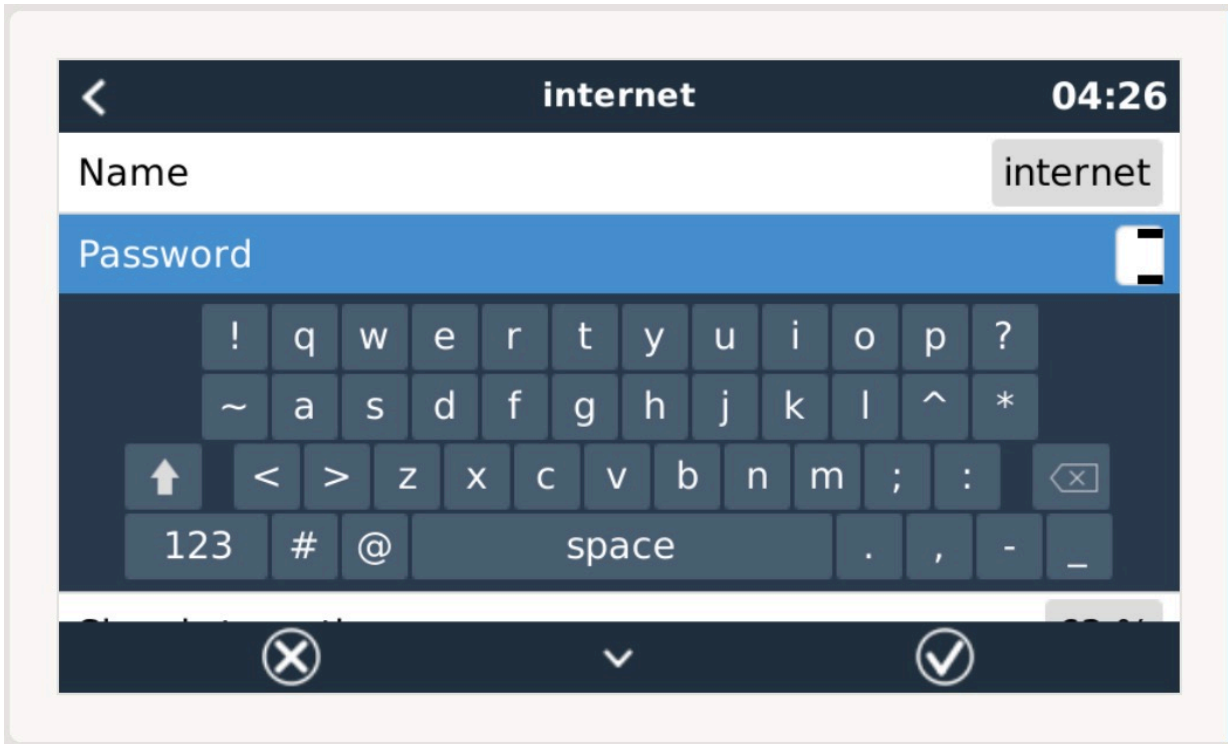 internet 04:26
Name internet
Password
! q w e r t y u i o p ?
~ a s d f g h j k l ^ *
< > z x c v b n m ; :
123 # @ space . , - _